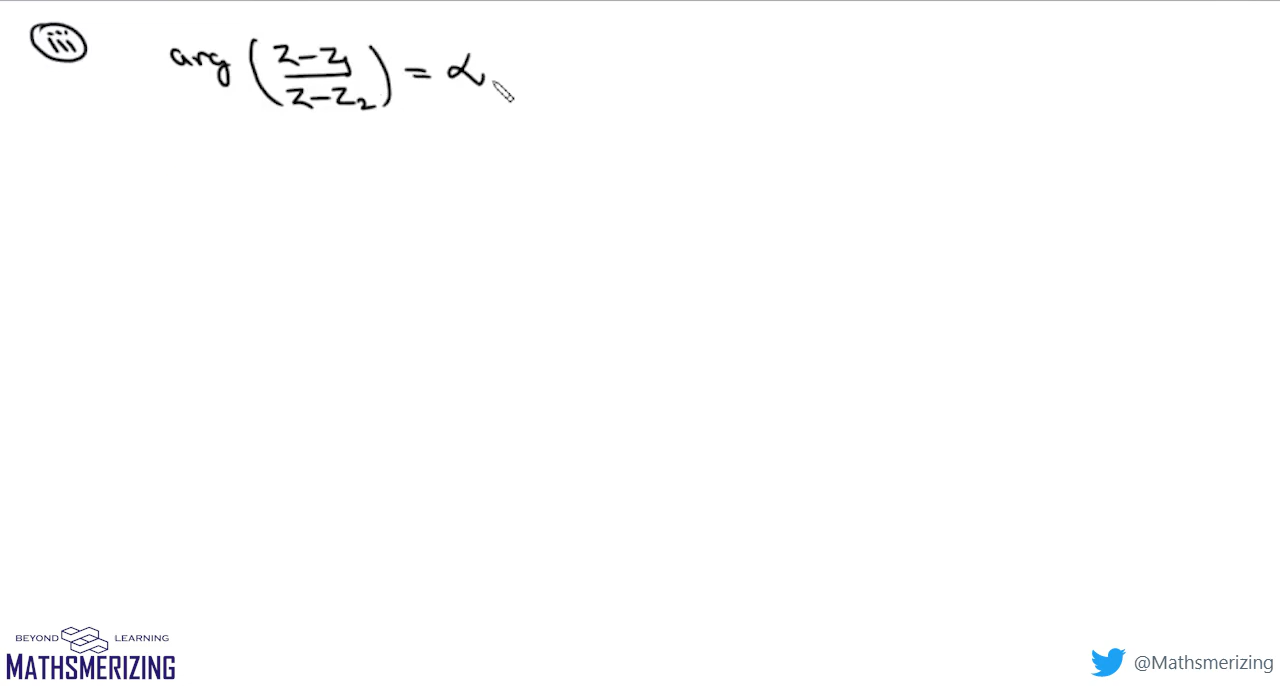 iii arg (z-z₁/z-z₂) = α
BEYOND LEARNING
MATHSMERIZING
@Mathsmerizing